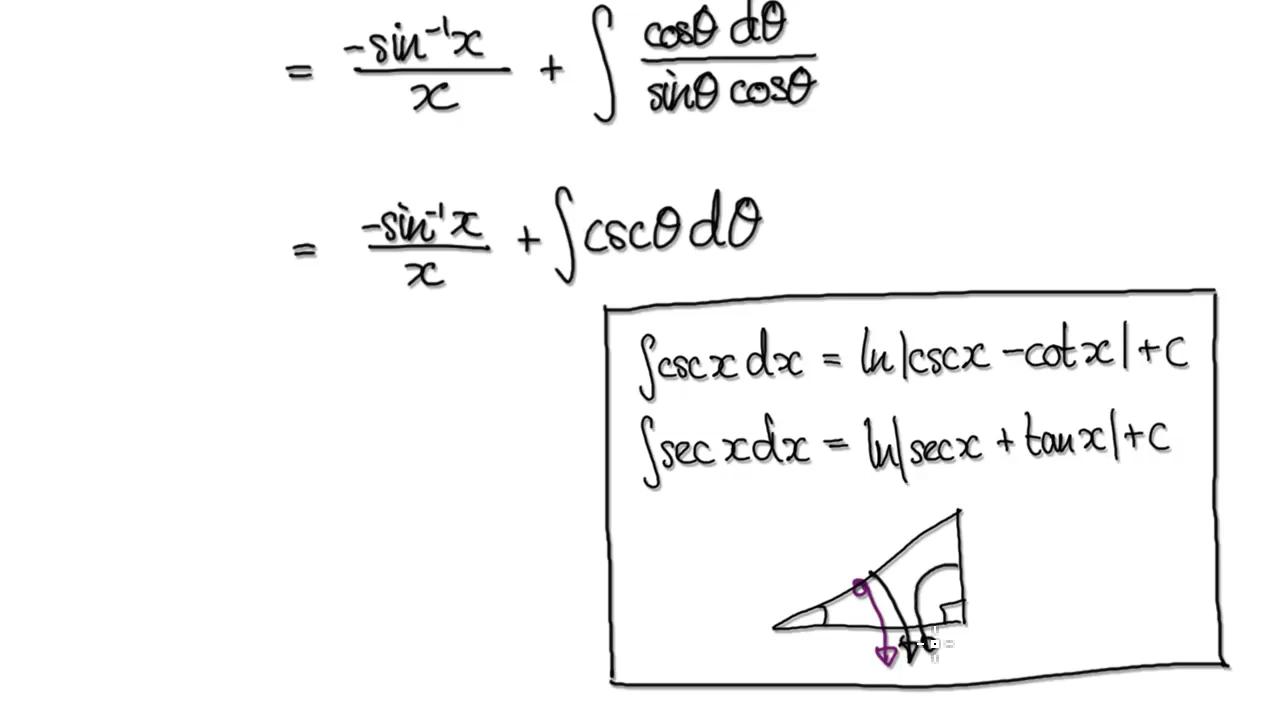 = -sin⁻¹x / x + ∫ cosθ dθ / sinθ cosθ
= -sin⁻¹x / x + ∫cscθ dθ
∫csc x dx = ln|csc x - cot x| + c
∫sec x dx = ln|sec x + tan x| + c